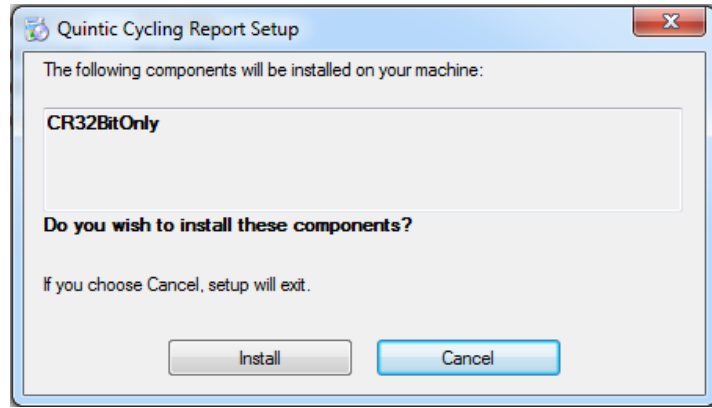 Quintic Cycling Report Setup
The following components will be installed on your machine:
CR32BitOnly
Do you wish to install these components?
If you choose Cancel, setup will exit.
Install
Cancel